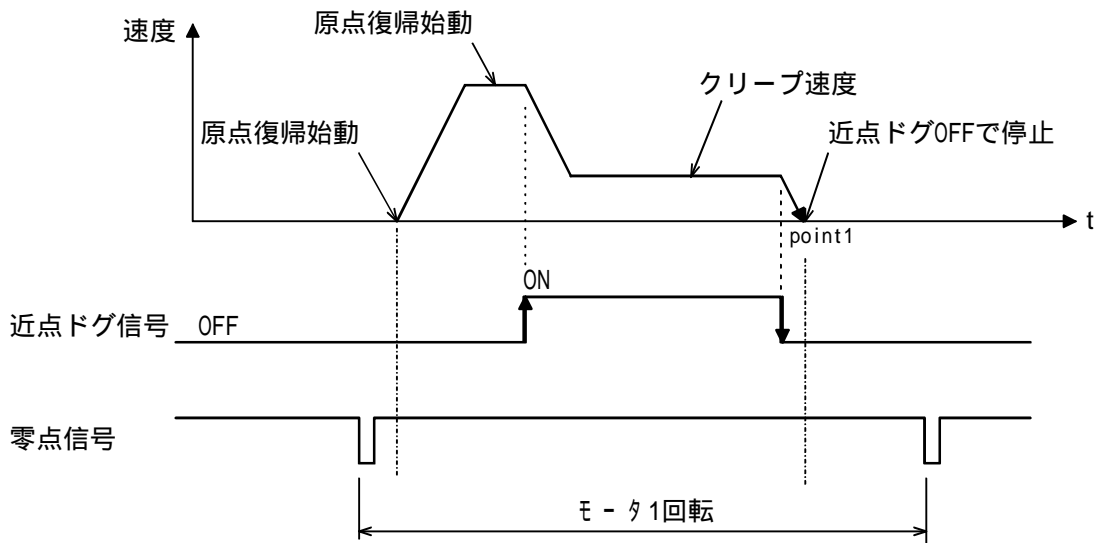 原点復帰始動
速度
クリープ速度
原点復帰始動
近点ドグOFFで停止
t
point1
ON
近点ドグ信号 OFF
零点信号
モータ1回転